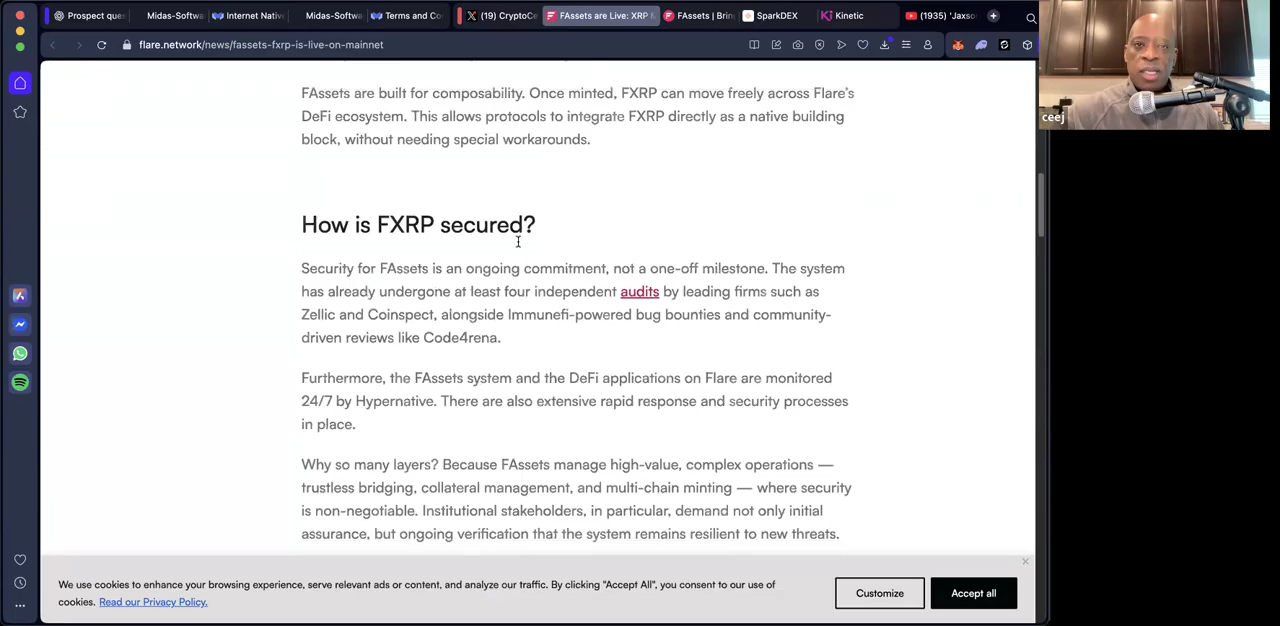 Prospect ques
Midas-Softwa
Internet Nativ
Midas-Softwa
Terms and Co
(19) CryptoCe
FAssets are Live: XRP M
FAssets | Brin
SparkDEX
Kinetic
(1935) 'Jaxso
flare.network/news/fassets-fxrp-is-live-on-mainnet
ceej
FAssets are built for composability. Once minted, FXRP can move freely across Flare's
DeFi ecosystem. This allows protocols to integrate FXRP directly as a native building
block, without needing special workarounds.
How is FXRP secured?
Security for FAssets is an ongoing commitment, not a one-off milestone. The system
has already undergone at least four independent audits by leading firms such as
Zellic and Coinspect, alongside Immunefi-powered bug bounties and community-
driven reviews like Code4rena.
Furthermore, the FAssets system and the DeFi applications on Flare are monitored
24/7 by Hypernative. There are also extensive rapid response and security processes
in place.
Why so many layers? Because FAssets manage high-value, complex operations —
trustless bridging, collateral management, and multi-chain minting — where security
is non-negotiable. Institutional stakeholders, in particular, demand not only initial
assurance, but ongoing verification that the system remains resilient to new threats.
We use cookies to enhance your browsing experience, serve relevant ads or content, and analyze our traffic. By clicking "Accept All", you consent to our use of
cookies. Read our Privacy Policy.
Customize
Accept all